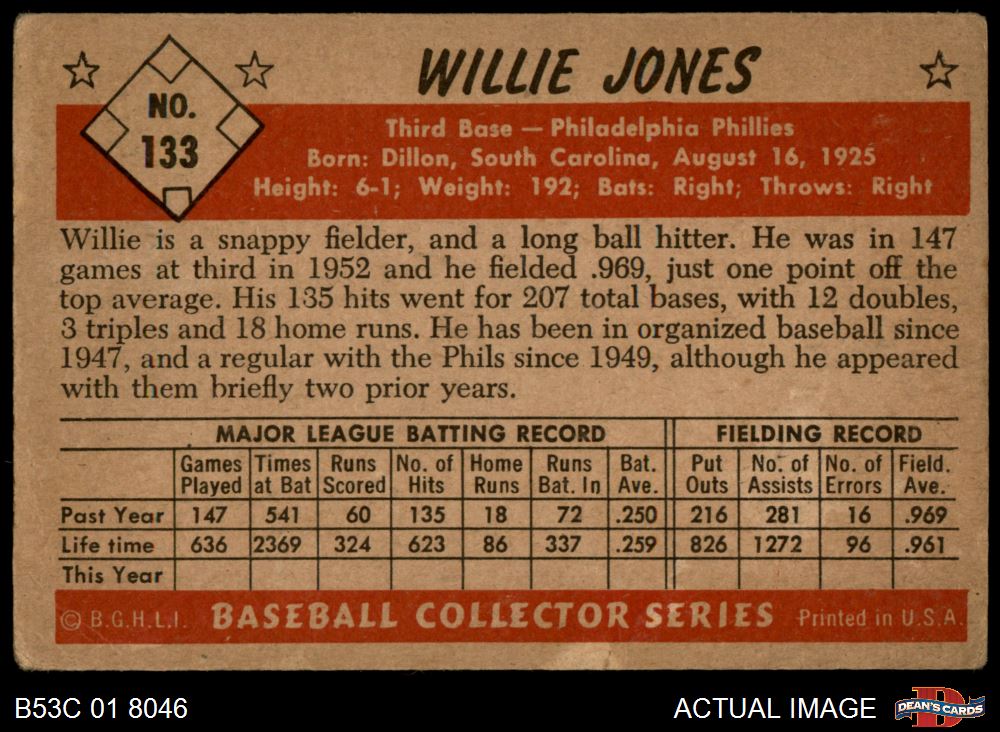 WILLIE JONES
NO.
133
Third Base — Philadelphia Phillies
Born: Dillon, South Carolina, August 16, 1925
Height: 6-1; Weight: 192; Bats: Right; Throws: Right
Willie is a snappy fielder, and a long ball hitter. He was in 147
games at third in 1952 and he fielded .969, just one point off the
top average. His 135 hits went for 207 total bases, with 12 doubles,
3 triples and 18 home runs. He has been in organized baseball since
1947, and a regular with the Phils since 1949, although he appeared
with them briefly two prior years.
MAJOR LEAGUE BATTING RECORD FIELDING RECORD
Games Times Runs No. of Home Runs Bat. Put No. of No. of Field.
Played at Bat Scored Hits Runs Bat. In Ave. Outs Assists Errors Ave.
Past Year 147 541 60 135 18 72 .250 216 281 16 .969
Life time 636 2369 324 623 86 337 .259 826 1272 96 .961
This Year
© B.G.H.L.I. BASEBALL COLLECTOR SERIES Printed in U.S.A.
B53C 01 8046 ACTUAL IMAGE DEAN'S CARDS